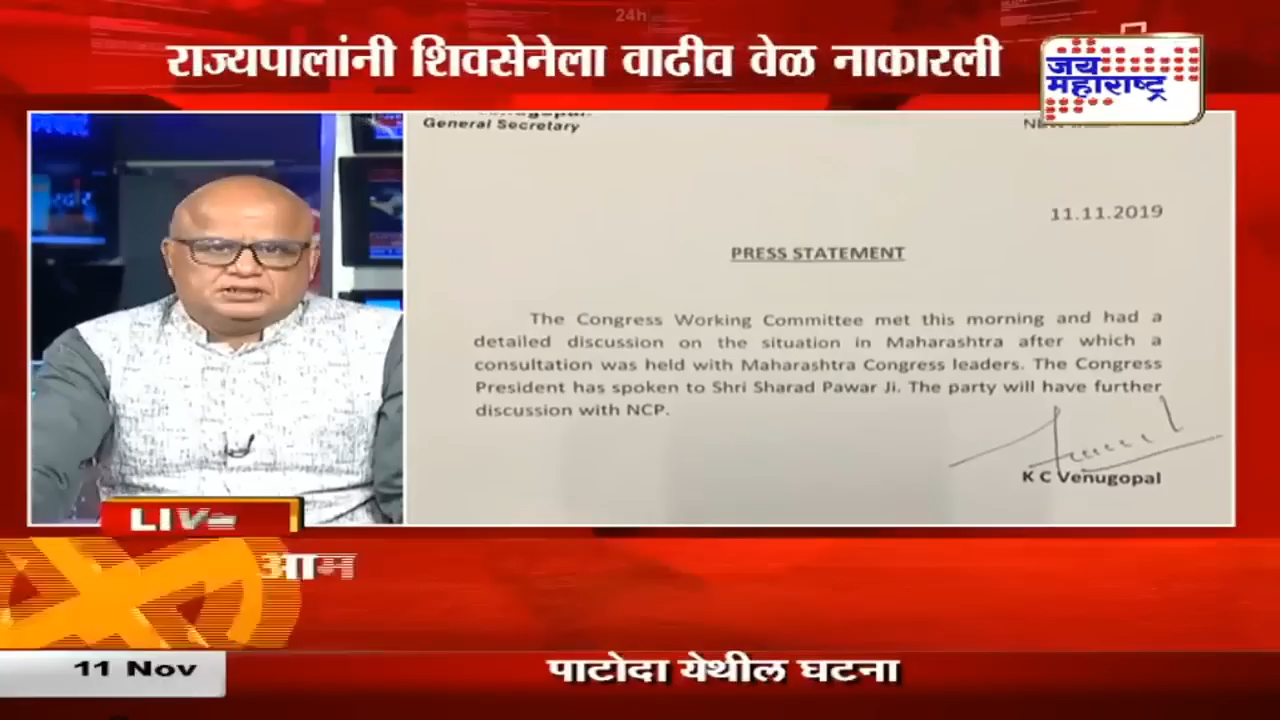 24h
राज्यपालांनी शिवसेनेला वाढीव वेळ नाकारली
जय
महाराष्ट्र
General Secretary
11.11.2019
PRESS STATEMENT
The Congress Working Committee met this morning and had a
detailed discussion on the situation in Maharashtra after which a
consultation was held with Maharashtra Congress leaders. The Congress
President has spoken to Shri Sharad Pawar Ji. The party will have further
discussion with NCP.
K C Venugopal
LIVE
आम
11 Nov
पाटोदा येथील घटना